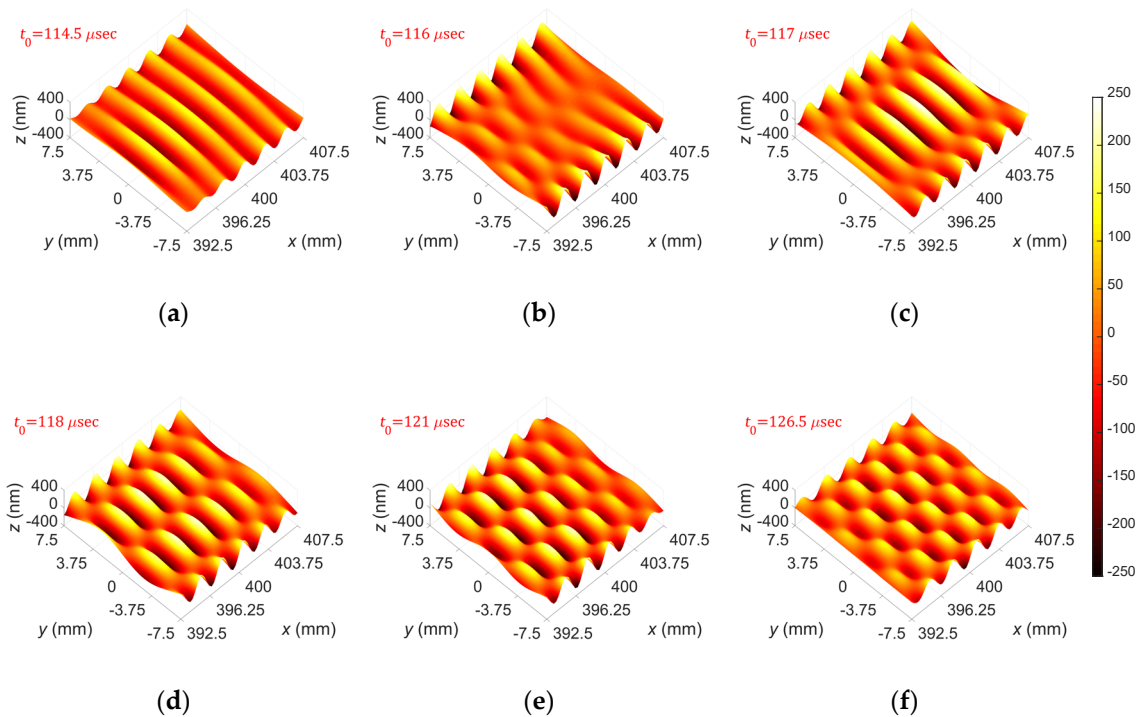 t₀=114.5 μsec
z (nm)
400
0
-400
7.5
3.75
0
-3.75
-7.5
y (mm)
392.5
396.25
400
403.75
407.5
x (mm)
(a)
t₀=116 μsec
z (nm)
400
0
-400
7.5
3.75
0
-3.75
-7.5
y (mm)
392.5
396.25
400
403.75
407.5
x (mm)
(b)
t₀=117 μsec
z (nm)
400
0
-400
7.5
3.75
0
-3.75
-7.5
y (mm)
392.5
396.25
400
403.75
407.5
x (mm)
(c)
250
200
150
100
50
0
-50
-100
-150
-200
-250
t₀=118 μsec
z (nm)
400
0
-400
7.5
3.75
0
-3.75
-7.5
y (mm)
392.5
396.25
400
403.75
407.5
x (mm)
(d)
t₀=121 μsec
z (nm)
400
0
-400
7.5
3.75
0
-3.75
-7.5
y (mm)
392.5
396.25
400
403.75
407.5
x (mm)
(e)
t₀=126.5 μsec
z (nm)
400
0
-400
7.5
3.75
0
-3.75
-7.5
y (mm)
392.5
396.25
400
403.75
407.5
x (mm)
(f)